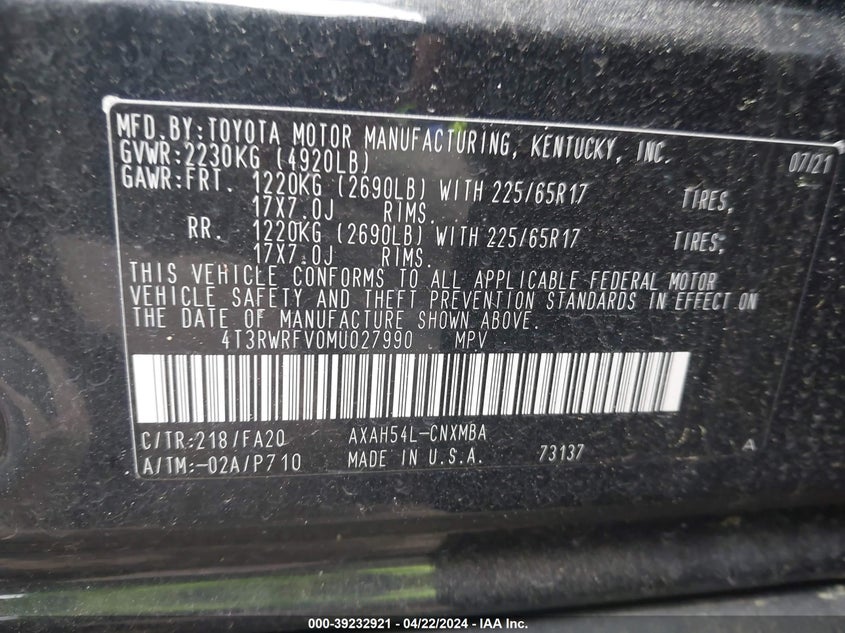 MFD.BY:TOYOTA MOTOR MANUFACTURING, KENTUCKY, INC. 07/21
GVWR:2230KG (4920LB)
GAWR:FRT. 1220KG (2690LB) WITH 225/65R17 TIRES,
17X7.0J RIMS.
RR. 1220KG (2690LB) WITH 225/65R17 TIRES,
17X7.0J RIMS.
THIS VEHICLE CONFORMS TO ALL APPLICABLE FEDERAL MOTOR
VEHICLE SAFETY AND THEFT PREVENTION STANDARDS IN EFFECT ON
THE DATE OF MANUFACTURE SHOWN ABOVE.
4T3RWRFV0MU027990 MPV
C/TR:218/FA20 AXAH54L-CNXMBA A
A/TM:-02A/P710 MADE IN U.S.A. 73137
000-39232921 - 04/22/2024 - IAA Inc.